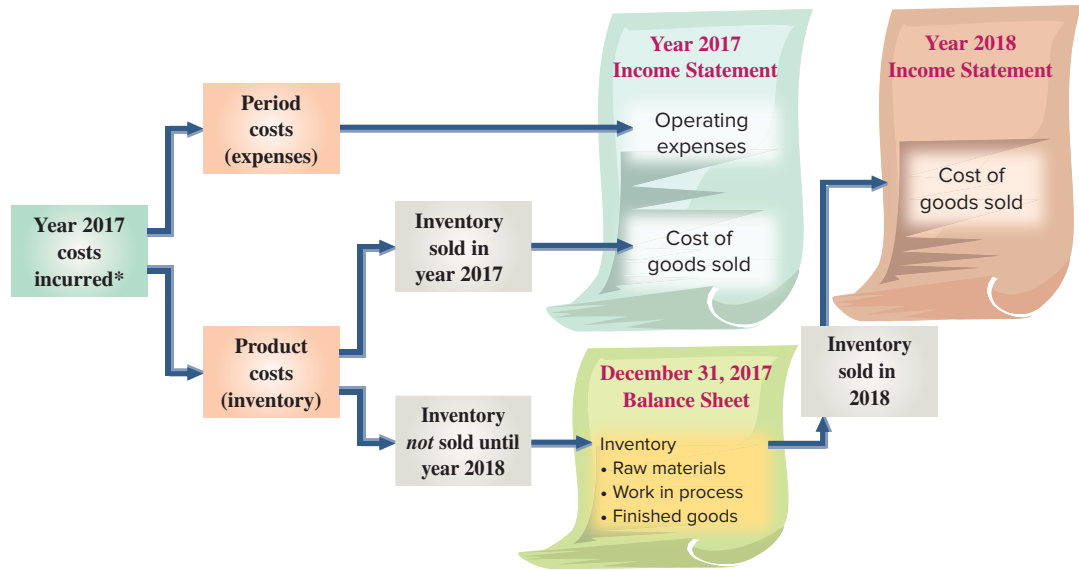 Year 2017
Income Statement
Year 2018
Income Statement
Period
costs
(expenses)
Operating
expenses
Cost of
goods sold
Year 2017
costs
incurred*
Inventory
sold in
year 2017
Cost of
goods sold
Product
costs
(inventory)
Inventory
sold in
2018
December 31, 2017
Balance Sheet
Inventory
not sold until
year 2018
Inventory
• Raw materials
• Work in process
• Finished goods